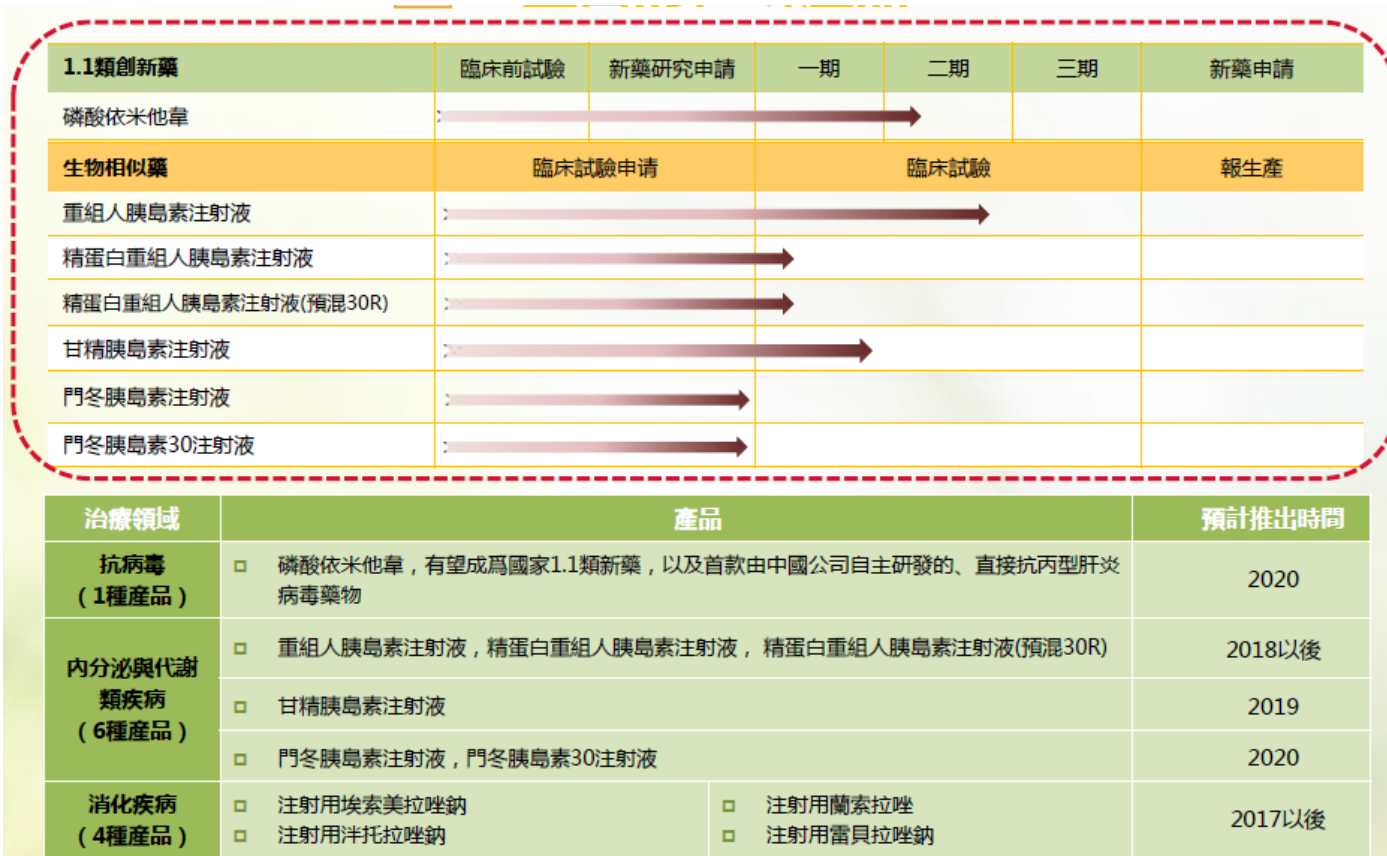 1.1類創新藥 臨床前試驗 新藥研究申請 一期 二期 三期 新藥申請
磷酸依米他韋
生物相似藥 臨床試驗申请 臨床試驗 報生產
重組人胰島素注射液
精蛋白重組人胰島素注射液
精蛋白重組人胰島素注射液(預混30R)
甘精胰島素注射液
門冬胰島素注射液
門冬胰島素30注射液
治療領域 產品 預計推出時間
抗病毒
（1種產品）
磷酸依米他韋，有望成爲國家1.1類新藥，以及首款由中國公司自主研發的、直接抗丙型肝炎
病毒藥物
2020
內分泌與代謝
類疾病
（6種產品）
重組人胰島素注射液，精蛋白重組人胰島素注射液， 精蛋白重組人胰島素注射液(預混30R)
2018以後
甘精胰島素注射液
2019
門冬胰島素注射液，門冬胰島素30注射液
2020
消化疾病
（4種產品）
注射用埃索美拉唑鈉 注射用蘭索拉唑
注射用泮托拉唑鈉 注射用雷貝拉唑鈉
2017以後